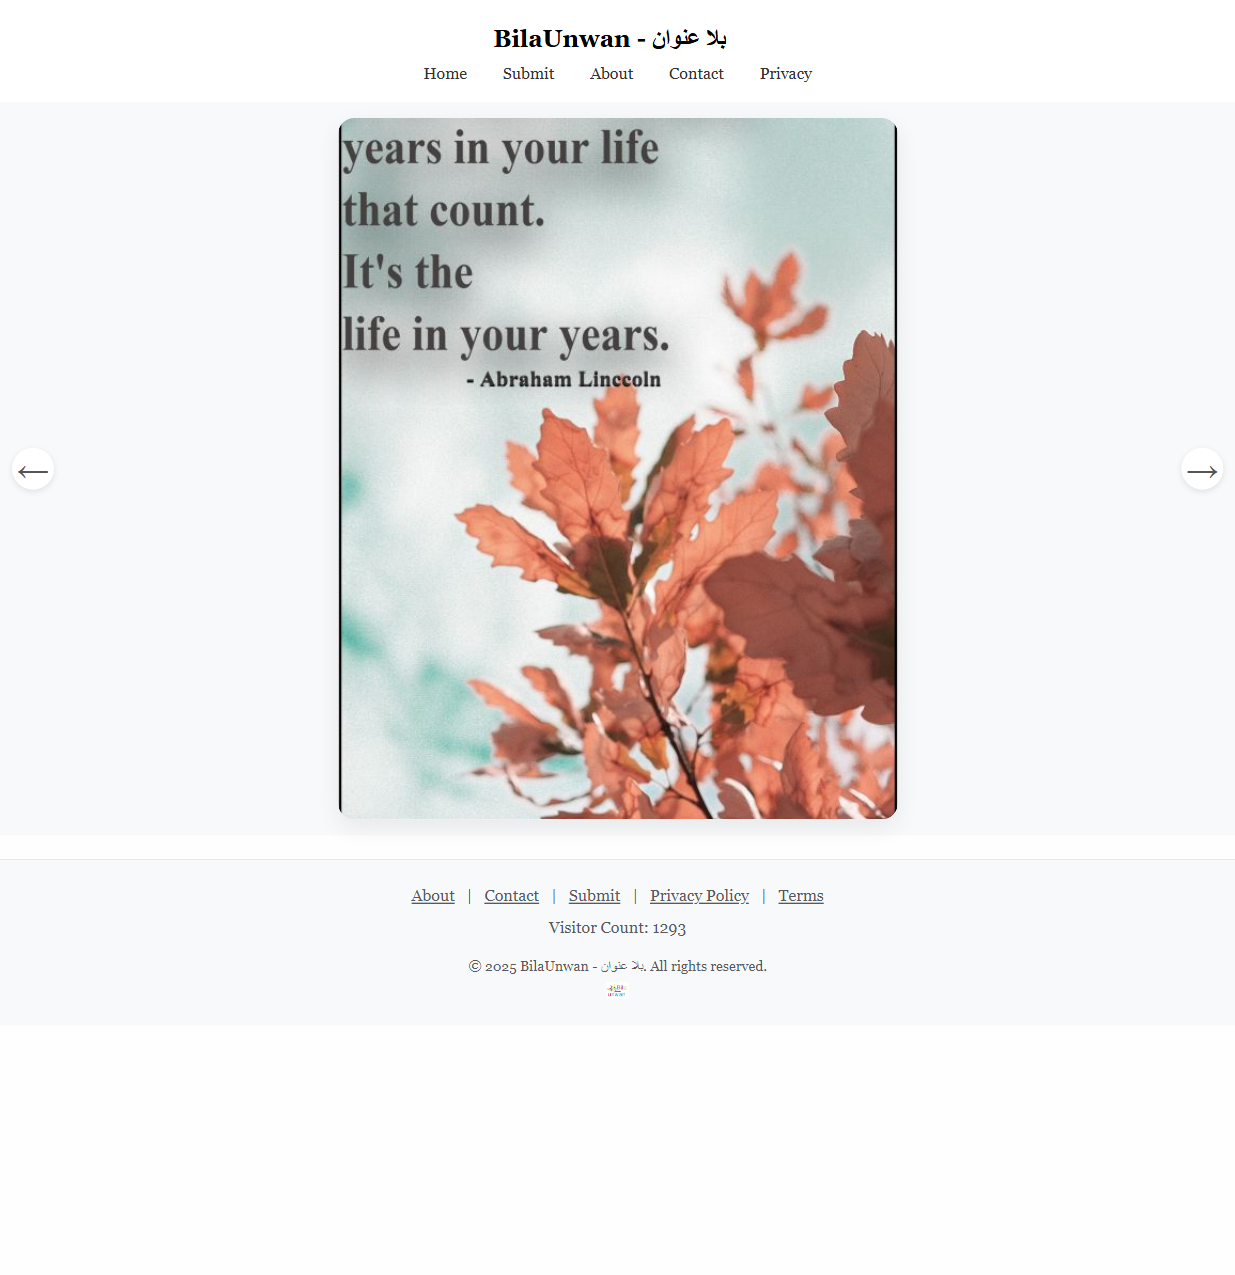 BilaUnwan - بلا عنوان
Home Submit About Contact Privacy
years in your life
that count.
It's the
life in your years.
- Abraham Linccoln
← →
About | Contact | Submit | Privacy Policy | Terms
Visitor Count: 1293
© 2025 BilaUnwan - بلا عنوان. All rights reserved.